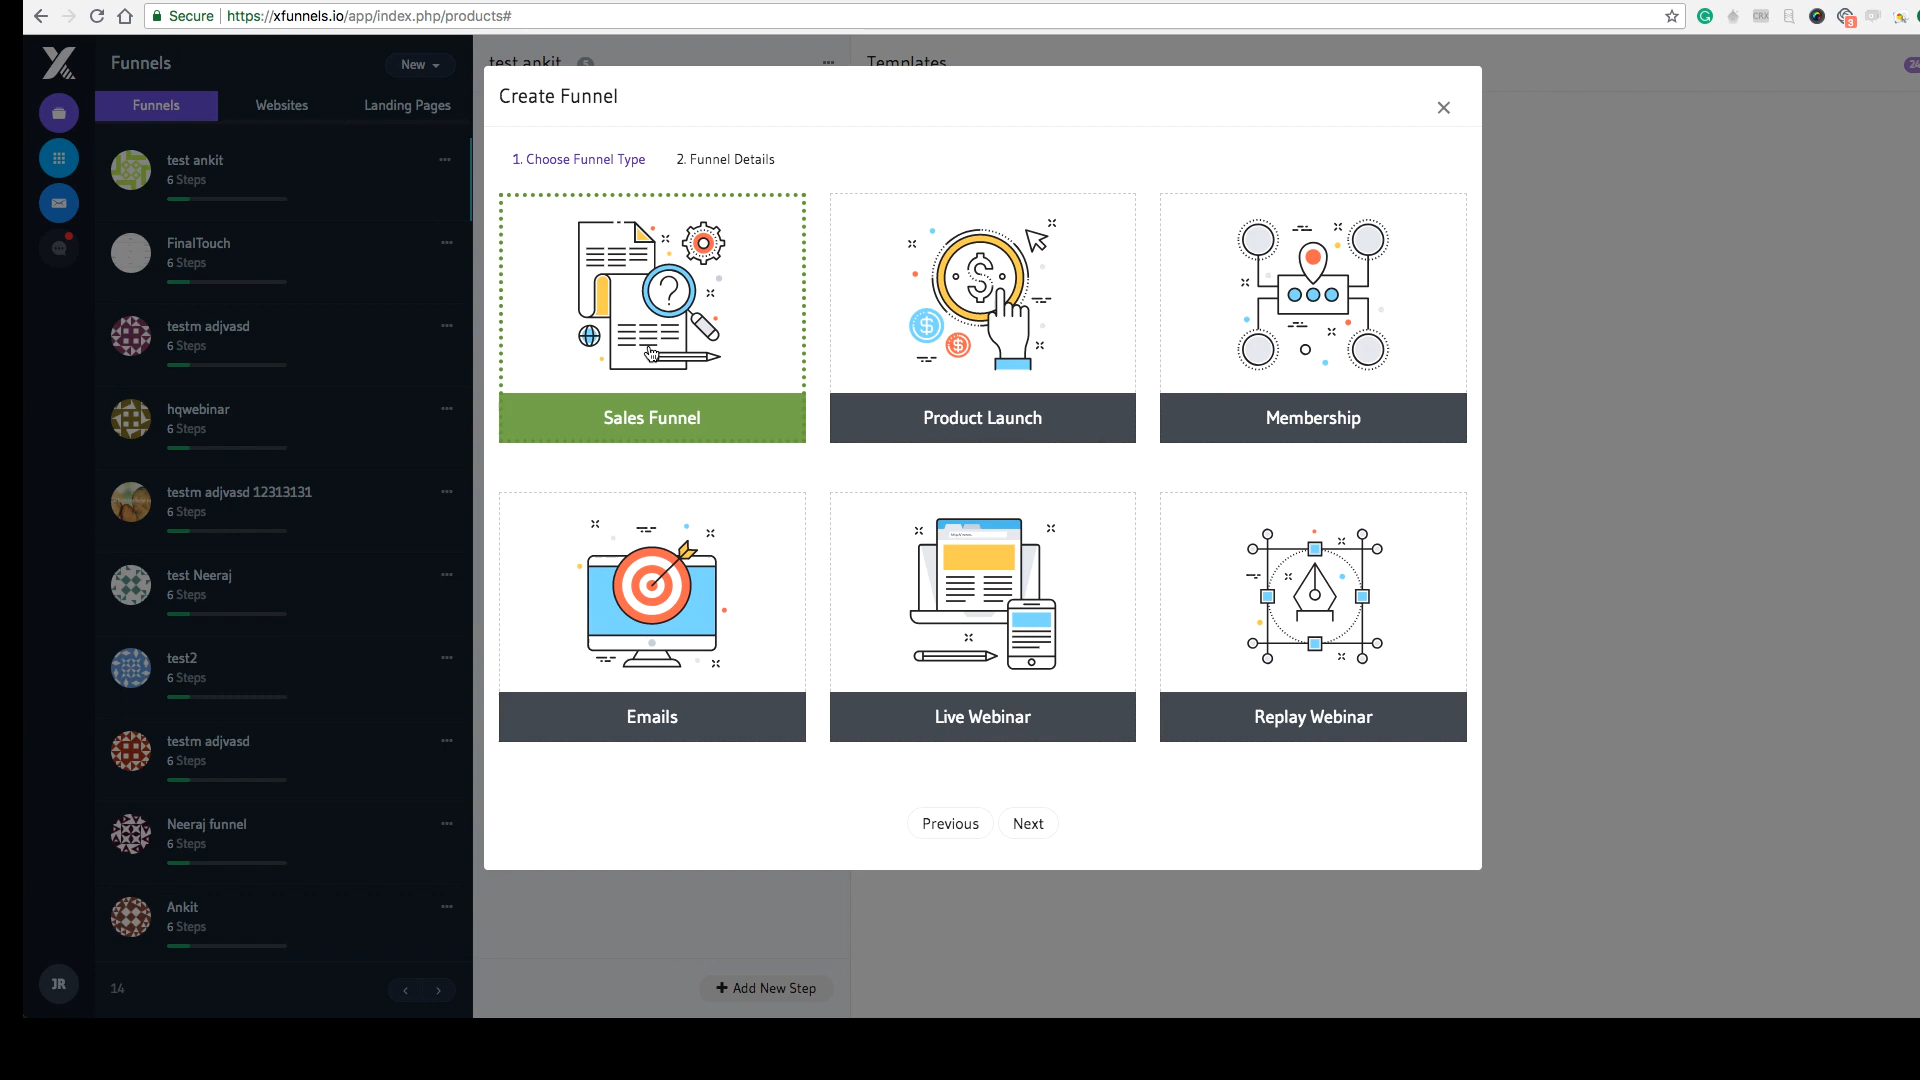 Secure https://xfunnels.io/app/index.php/products#
CRX
3
Funnels
New
Funnels Websites Landing Pages
test ankit
6 Steps
FinalTouch
6 Steps
testm adjvasd
6 Steps
hqwebinar
6 Steps
testm adjvasd 12313131
6 Steps
test Neeraj
6 Steps
test2
6 Steps
testm adjvasd
6 Steps
Neeraj funnel
6 Steps
Ankit
6 Steps
JR
14
test ankit
Templates
24
Create Funnel
1. Choose Funnel Type 2. Funnel Details
Sales Funnel Product Launch Membership
Emails Live Webinar Replay Webinar
Previous Next
Add New Step